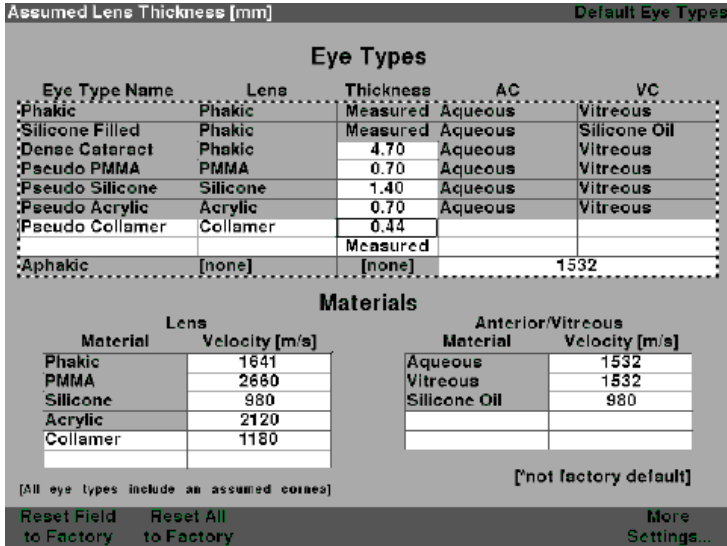 Assumed Lens Thickness [mm] Default Eye Types
Eye Types
Eye Type Name Lens Thickness AC VC
Phakic Phakic Measured Aqueous Vitreous
Silicone Filled Phakic Measured Aqueous Silicone Oil
Dense Cataract Phakic 4.70 Aqueous Vitreous
Pseudo PMMA PMMA 0.70 Aqueous Vitreous
Pseudo Silicone Silicone 1.40 Aqueous Vitreous
Pseudo Acrylic Acrylic 0.70 Aqueous Vitreous
Pseudo Collamer Collamer 0.44
Measured
Aphakic [none] [none] 1532
Materials
Lens Anterior/Vitreous
Material Velocity [m/s] Material Velocity [m/s]
Phakic 1641 Aqueous 1532
PMMA 2660 Vitreous 1532
Silicone 980 Silicone Oil 980
Acrylic 2120
Collamer 1180
[*not factory default]
[All eye types include an assumed cornea]
Reset Field Reset All More
to Factory to Factory Settings...